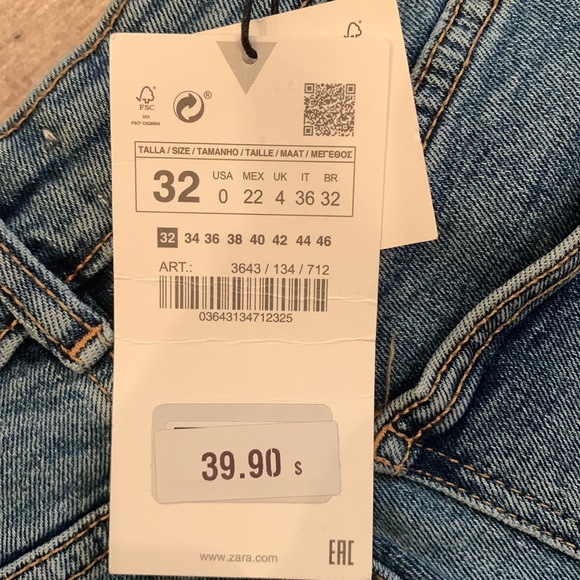 FSC
TALLA / SIZE / TAMANHO / TAILLE / MAAT / ΜΕΓΕΘΟΣ
32
USA MEX UK IT BR
0 22 4 36 32
32 34 36 38 40 42 44 46
ART.: 3643 / 134 / 712
03643134712325
39.90 $
www.zara.com
EAC